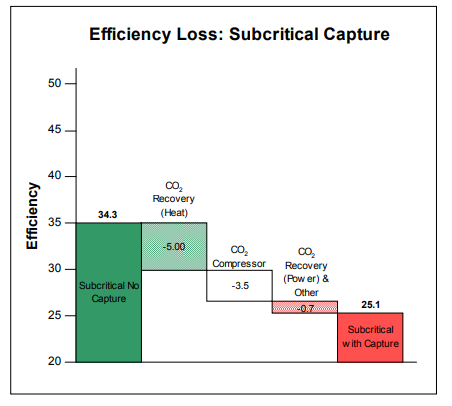 Efficiency Loss: Subcritical Capture
50
45
40
35
30
25
20
Efficiency
34.3
Subcritical No
Capture
CO₂
Recovery
(Heat)
-5.00
CO₂
Compressor
-3.5
CO₂
Recovery
(Power) &
Other
-0.7
25.1
Subcritical
with Capture